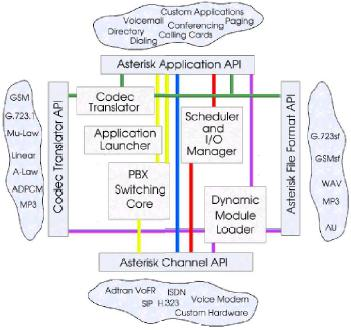 Custom Applications
Voicemail
Conferencing
Paging
Directory
Calling Cards
Dialing
Asterisk Application API
Codec
Translator
Application
Launcher
Scheduler
and
I/O
Manager
PBX
Switching
Core
Dynamic
Module
Loader
Codec Translator API
GSM
G.723.1
Mu-Law
Linear
A-Law
ADPCM
MP3
Asterisk File Format API
G.723sf
GSMsf
WAV
MP3
AU
Asterisk Channel API
Adtran VoFR
ISDN
Voice Modem
SIP
H.323
Custom Hardware